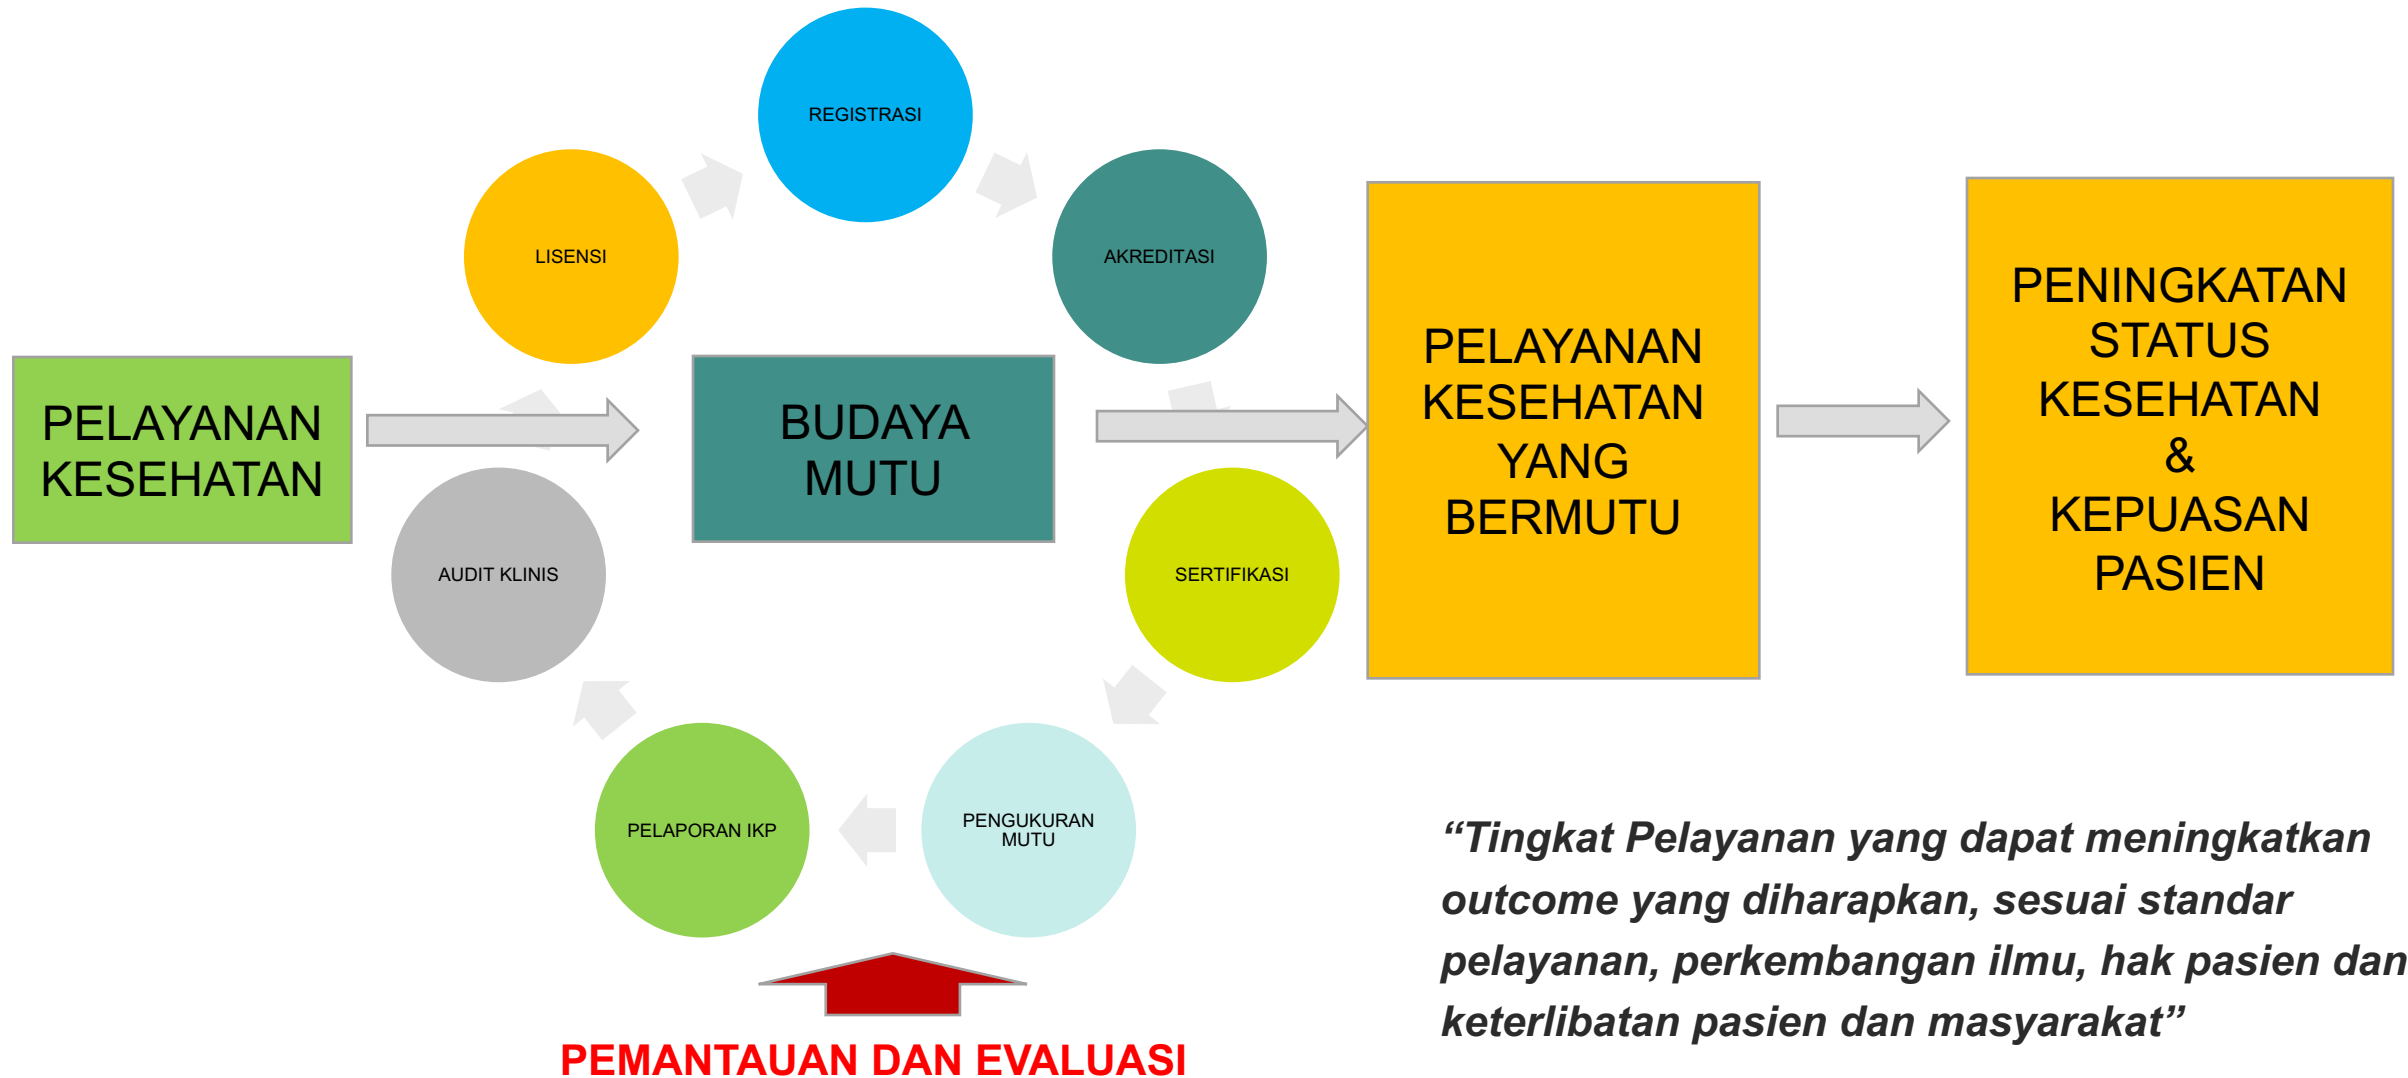 REGISTRASI
LISENSI
AKREDITASI
PELAYANAN
KESEHATAN
BUDAYA
MUTU
PELAYANAN
KESEHATAN
YANG
BERMUTU
PENINGKATAN
STATUS
KESEHATAN
&
KEPUASAN
PASIEN
AUDIT KLINIS
SERTIFIKASI
PELAPORAN IKP
PENGUKURAN
MUTU
“Tingkat Pelayanan yang dapat meningkatkan
outcome yang diharapkan, sesuai standar
pelayanan, perkembangan ilmu, hak pasien dan
keterlibatan pasien dan masyarakat”
PEMANTAUAN DAN EVALUASI